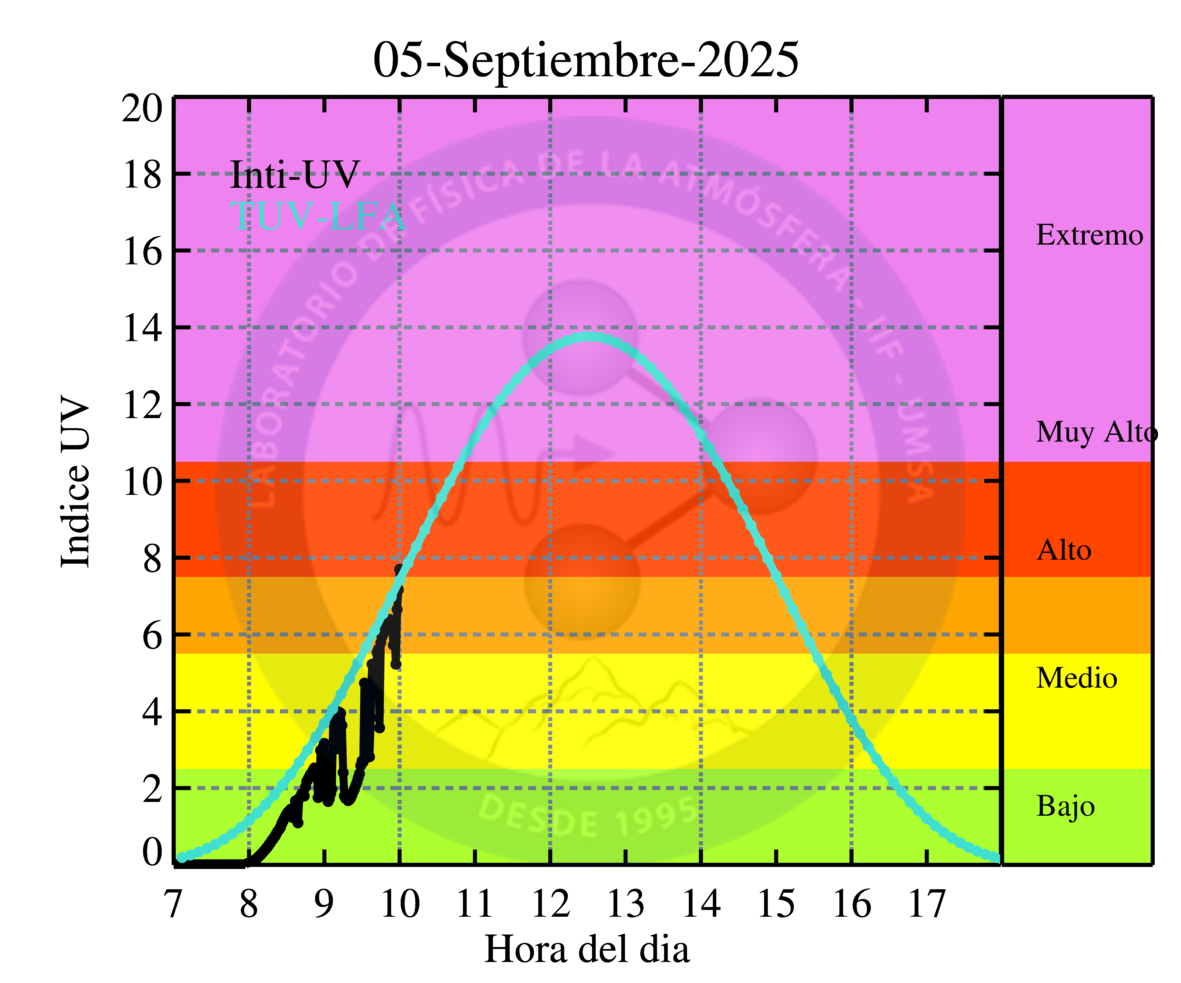 05-Septiembre-2025
Indice UV
20
18
16
14
12
10
8
6
4
2
0
Inti-UV
TUV-LFA
LABORATORIO DE FÍSICA DE LA ATMÓSFERA - IIF - UMSA
DESDE 1995
Extremo
Muy Alto
Alto
Medio
Bajo
7 8 9 10 11 12 13 14 15 16 17
Hora del dia